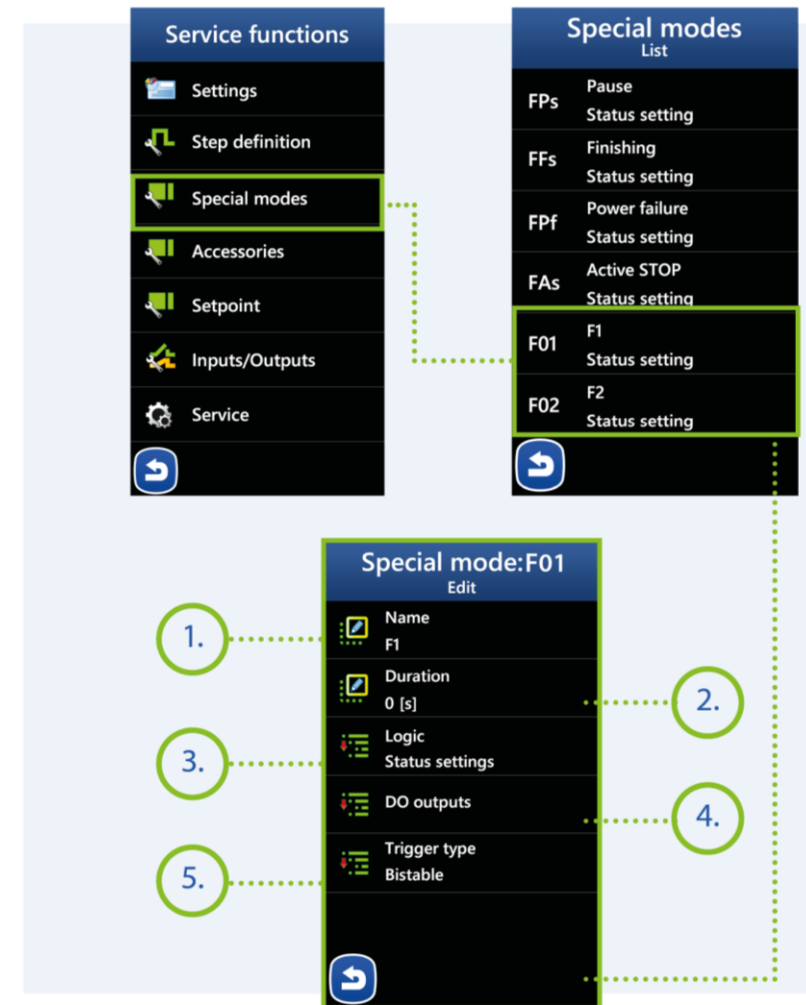 Service functions
Settings
Step definition
Special modes
Accessories
Setpoint
Inputs/Outputs
Service
Special modes
List
FPs
Pause
Status setting
FFs
Finishing
Status setting
FPf
Power failure
Status setting
FAs
Active STOP
Status setting
F01
F1
Status setting
F02
F2
Status setting
Special mode:F01
Edit
1.
Name
F1
Duration
0 [s]
2.
3.
Logic
Status settings
DO outputs
4.
5.
Trigger type
Bistable